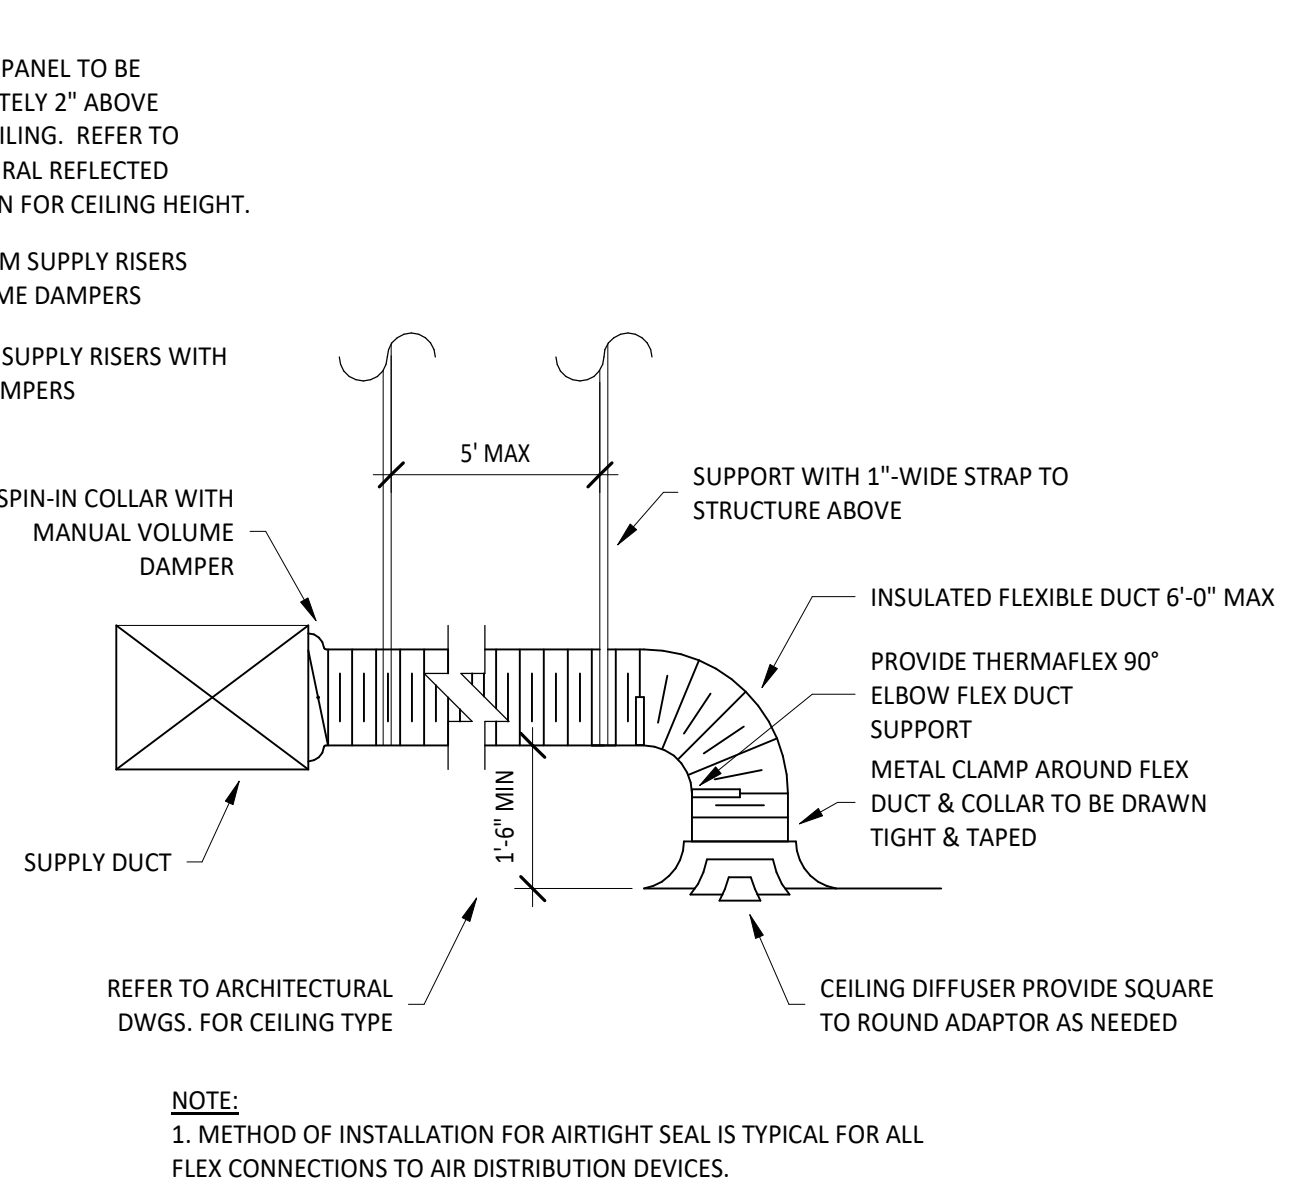 PANEL TO BE
2" ABOVE
REFER TO
REFLECTED
FOR CEILING HEIGHT.
SUPPLY RISERS
DAMPERS
SUPPLY RISERS WITH
5' MAX
SUPPORT WITH 1"-WIDE STRAP TO
STRUCTURE ABOVE
SPIN-IN COLLAR WITH
MANUAL VOLUME
DAMPER
INSULATED FLEXIBLE DUCT 6'-0" MAX
PROVIDE THERMAFLEX 90°
ELBOW FLEX DUCT
SUPPORT
METAL CLAMP AROUND FLEX
DUCT & COLLAR TO BE DRAWN
TIGHT & TAPED
1'-6" MIN
SUPPLY DUCT
REFER TO ARCHITECTURAL
DWGS. FOR CEILING TYPE
CEILING DIFFUSER PROVIDE SQUARE
TO ROUND ADAPTOR AS NEEDED
NOTE:
1. METHOD OF INSTALLATION FOR AIRTIGHT SEAL IS TYPICAL FOR ALL
FLEX CONNECTIONS TO AIR DISTRIBUTION DEVICES.